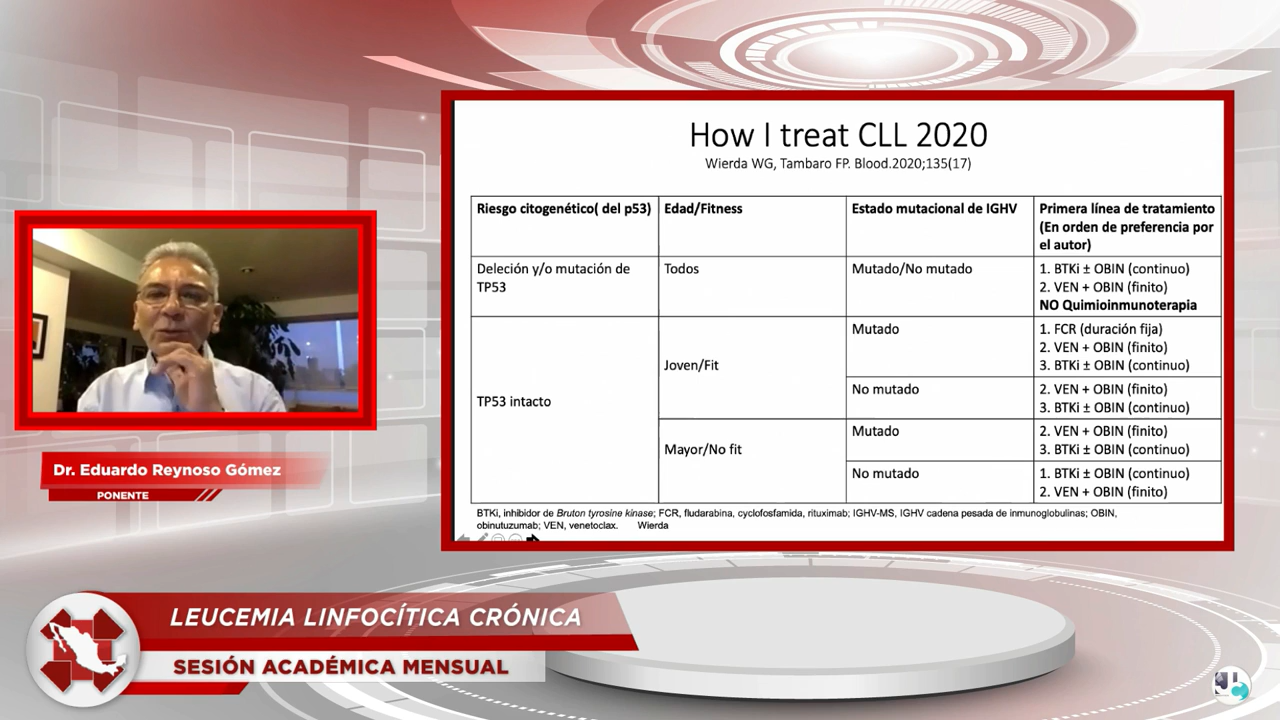 How I treat CLL 2020
Wierda WG, Tambaro FP. Blood.2020;135(17)
Riesgo citogenético( del p53)
Edad/Fitness
Estado mutacional de IGHV
Primera línea de tratamiento
(En orden de preferencia por
el autor)
Deleción y/o mutación de
TP53
Todos
Mutado/No mutado
1. BTKi ± OBIN (continuo)
2. VEN + OBIN (finito)
NO Quimioinmunoterapia
TP53 intacto
Joven/Fit
Mutado
1. FCR (duración fija)
2. VEN + OBIN (finito)
3. BTKi ± OBIN (continuo)
No mutado
2. VEN + OBIN (finito)
3. BTKi ± OBIN (continuo)
Mayor/No fit
Mutado
2. VEN + OBIN (finito)
3. BTKi ± OBIN (continuo)
No mutado
1. BTKi ± OBIN (continuo)
2. VEN + OBIN (finito)
BTKi, inhibidor de Bruton tyrosine kinase; FCR, fludarabina, cyclofosfamida, rituximab; IGHV-MS, IGHV cadena pesada de inmunoglobulinas; OBIN,
obinutuzumab; VEN, venetoclax. Wierda
Dr. Eduardo Reynoso Gómez
PONENTE
LEUCEMIA LINFOCÍTICA CRÓNICA
SESIÓN ACADÉMICA MENSUAL